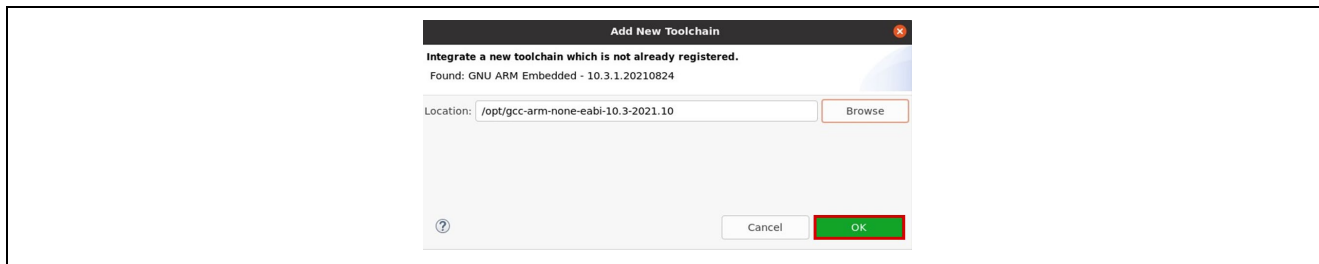 Add New Toolchain
Integrate a new toolchain which is not already registered.
Found: GNU ARM Embedded - 10.3.1.20210824
Location: /opt/gcc-arm-none-eabi-10.3-2021.10 Browse
? Cancel OK